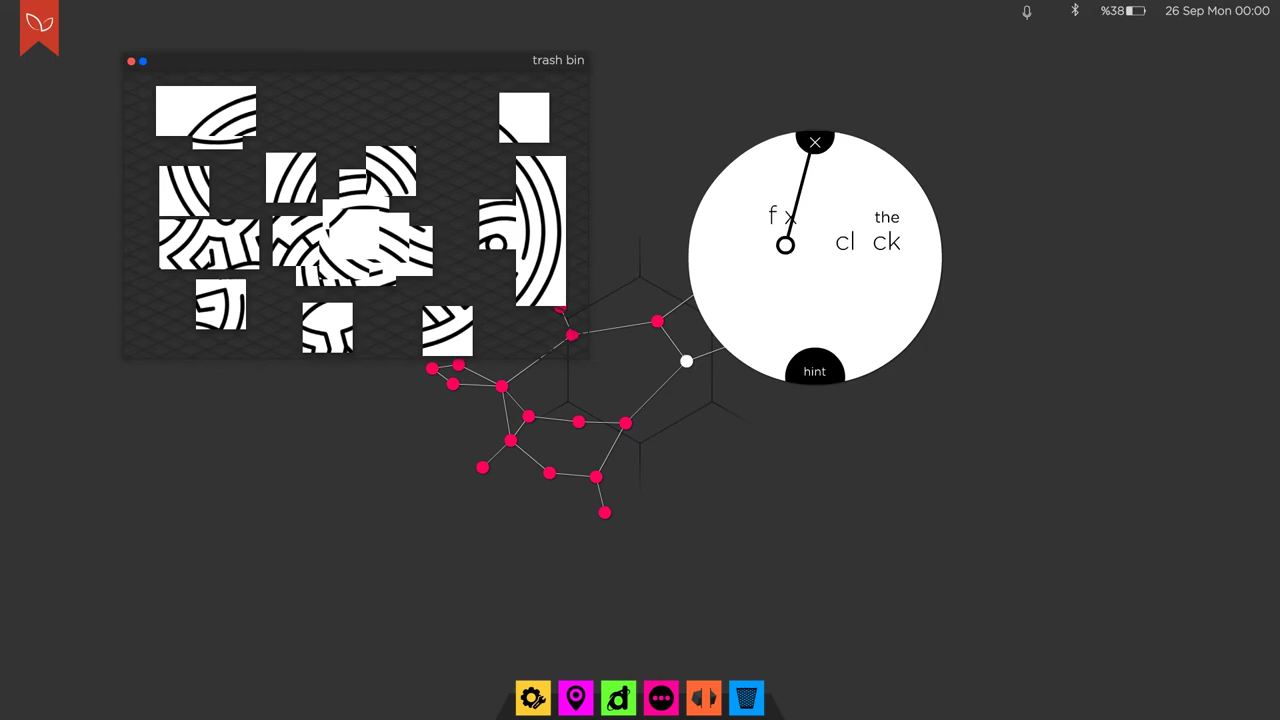 %38 26 Sep Mon 00:00
trash bin
f x the
cl ck
hint